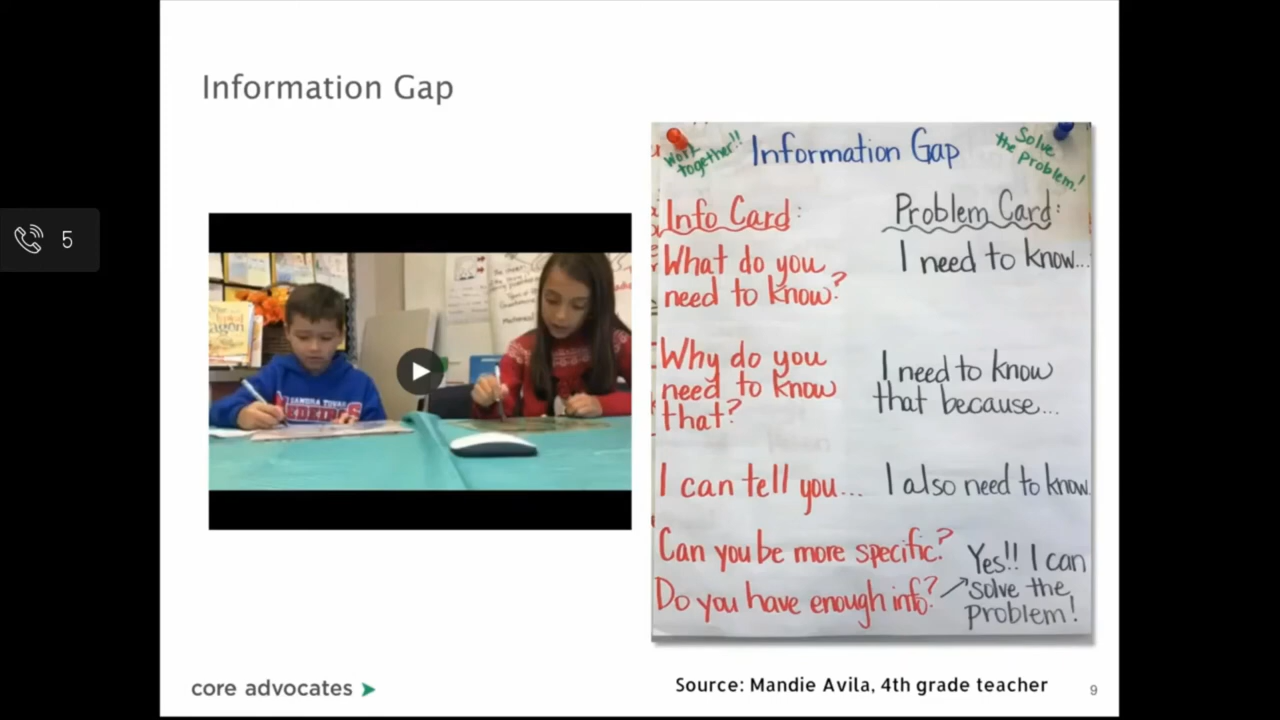 Information Gap
5
Work
together!!
Information Gap
Solve
the Problem!
Info Card:
Problem Card:
What do you
need to know?
I need to know...
Why do you
need to know
that?
I need to know
that because...
I can tell you...
I also need to know
Can you be more specific?
Do you have enough info?
Yes!! I can
solve the
problem!
core advocates
Source: Mandie Avila, 4th grade teacher
9